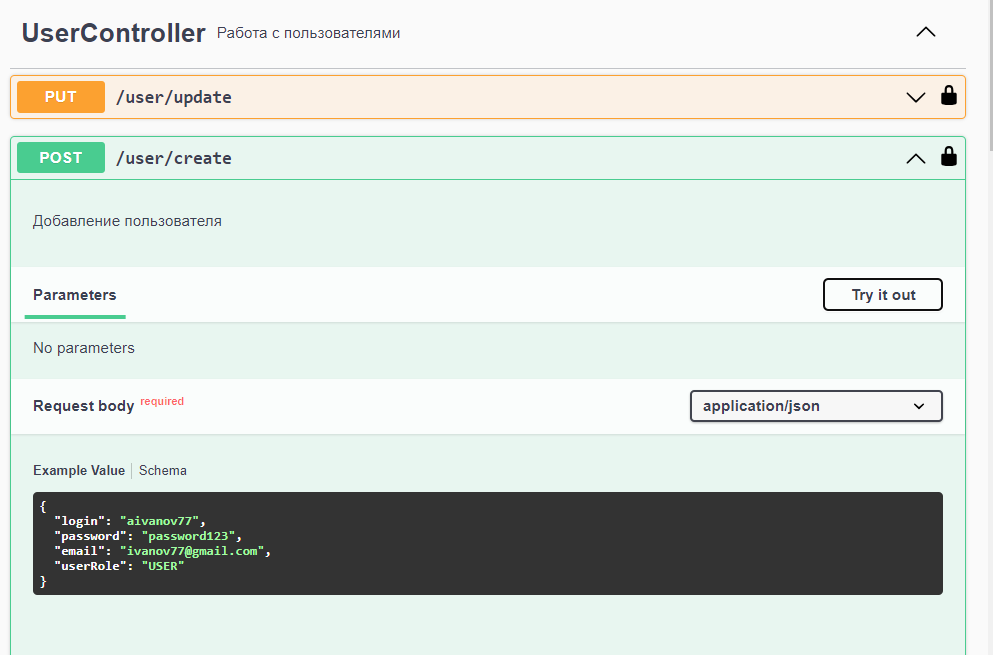 UserController Работа с пользователями
PUT /user/update
POST /user/create
Добавление пользователя
Parameters Try it out
No parameters
Request body required application/json
Example Value Schema
{
"login": "aivanov77",
"password": "password123",
"email": "ivanov77@gmail.com",
"userRole": "USER"
}